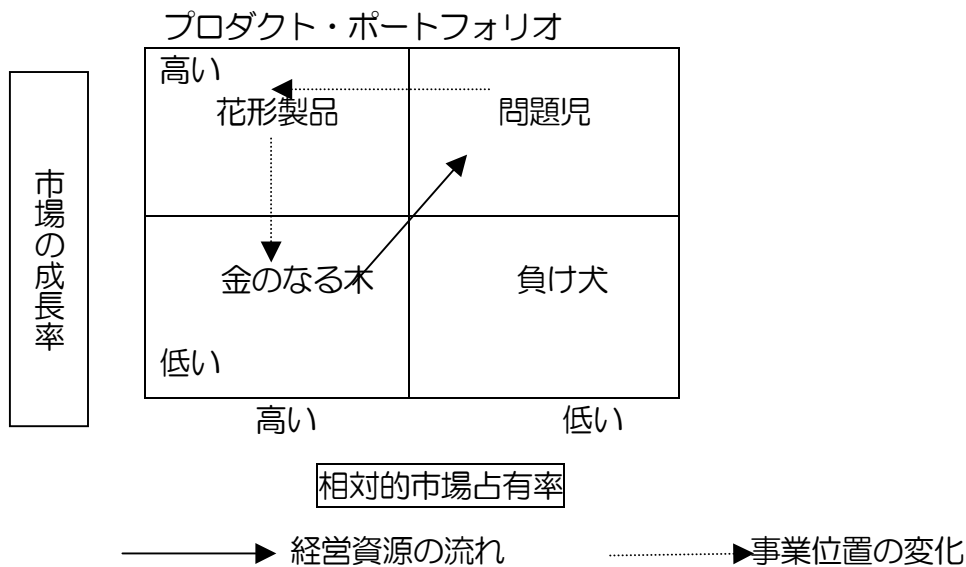 プロダクト・ポートフォリオ
高い
花形製品
問題児
市場の成長率
金のなる木
負け犬
低い
高い
低い
相対的市場占有率
経営資源の流れ
事業位置の変化